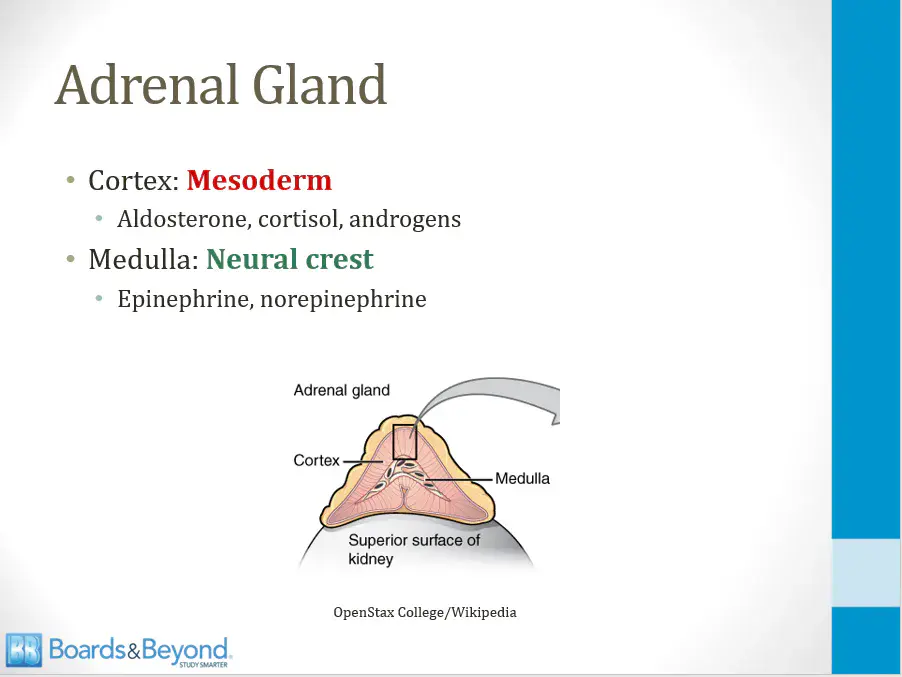 Adrenal Gland
• Cortex: Mesoderm
• Aldosterone, cortisol, androgens
• Medulla: Neural crest
• Epinephrine, norepinephrine
Adrenal gland
Cortex
Medulla
Superior surface of
kidney
OpenStax College/Wikipedia
BB Boards&Beyond.
STUDY SMARTER